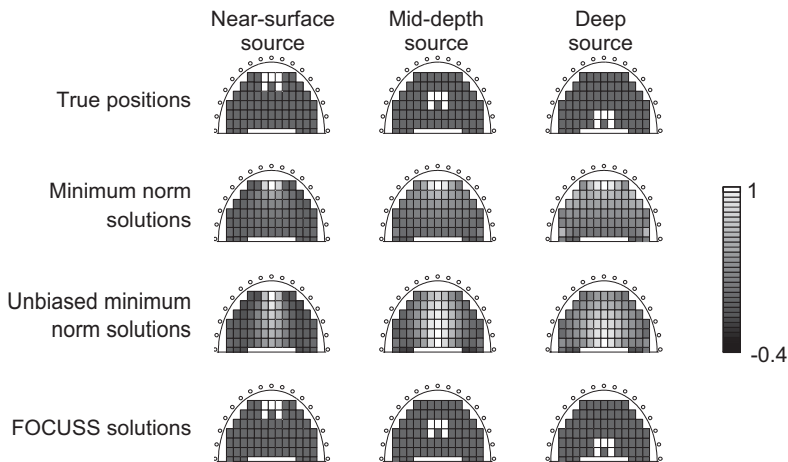 Near-surface
source
Mid-depth
source
Deep
source
True positions
Minimum norm
solutions
1
Unbiased minimum
norm solutions
-0.4
FOCUSS solutions